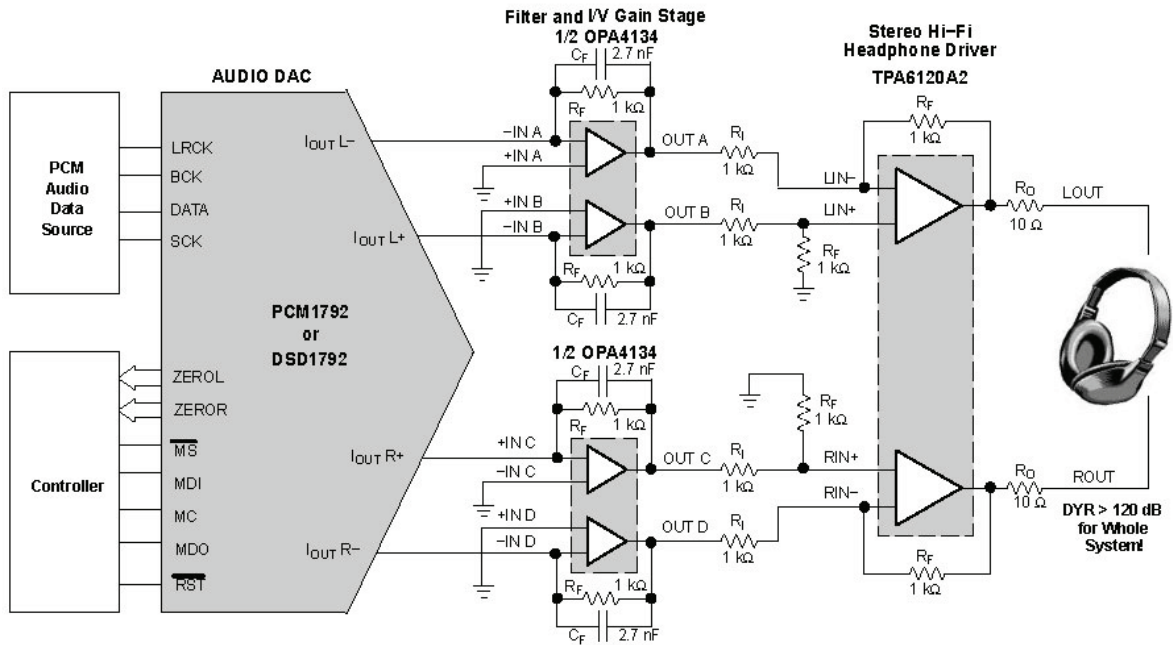 Filter and I/V Gain Stage
1/2 OPA4134
CF 2.7 nF
RF 1 kΩ
Stereo Hi−Fi
Headphone Driver
TPA6120A2
RF
1 kΩ
AUDIO DAC
PCM
Audio
Data
Source
LRCK
BCK
DATA
SCK
IOUT L−
IOUT L+
−IN A
+IN A
+IN B
−IN B
OUT A
OUT B
RI
1 kΩ
RI
1 kΩ
LIN−
LIN+
RF
1 kΩ
RO
10 Ω
LOUT
RF 1 kΩ
CF 2.7 nF
PCM1792
or
DSD1792
Controller
ZEROL
ZEROR
MS
MDI
MC
MDO
RST
IOUT R+
IOUT R−
1/2 OPA4134
CF 2.7 nF
RF 1 kΩ
+IN C
−IN C
+IN D
−IN D
OUT C
OUT D
RI
1 kΩ
RI
1 kΩ
RF
1 kΩ
RIN+
RIN−
RO
10 Ω
ROUT
RF
1 kΩ
RF 1 kΩ
CF 2.7 nF
DYR > 120 dB
for Whole
System!